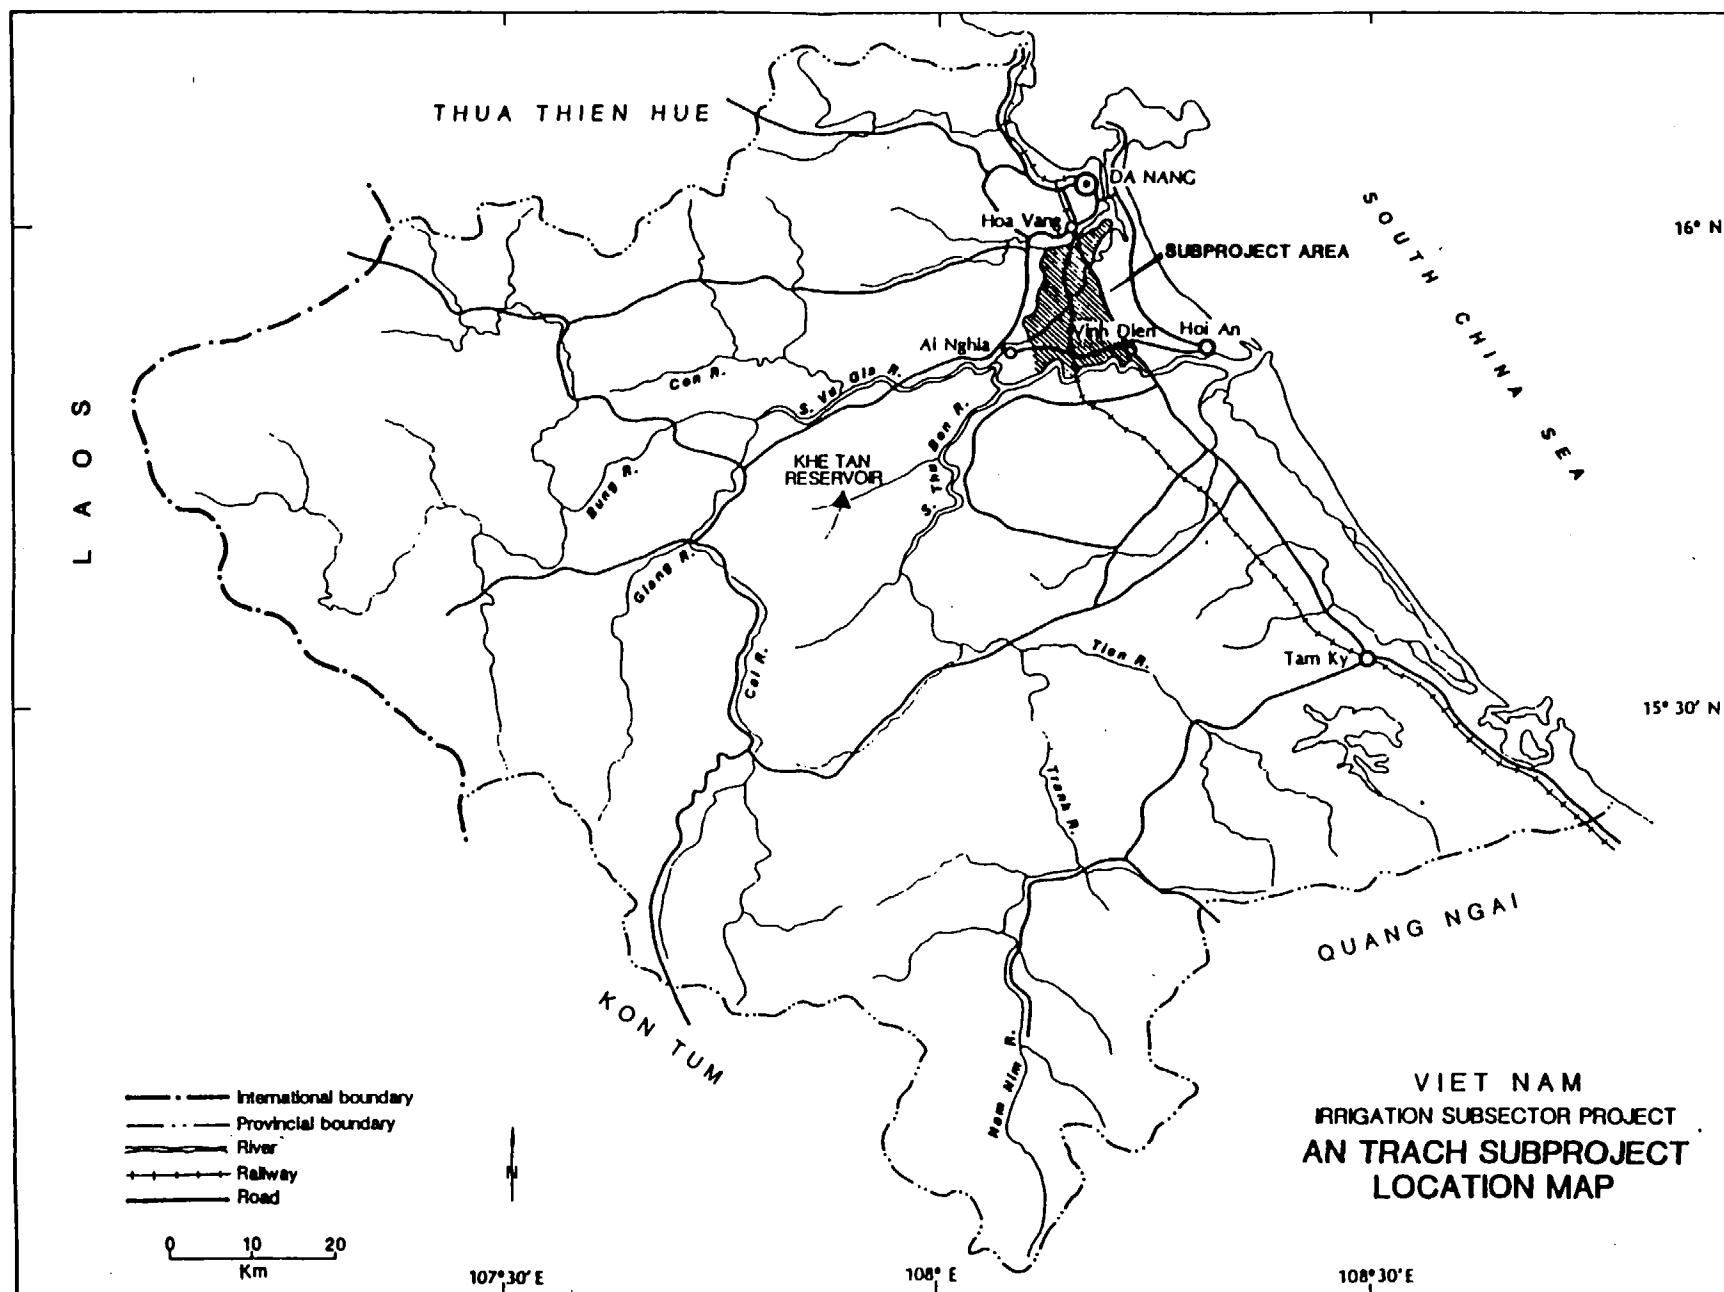 THUA THIEN HUE
DA NANG
Hoa Vang
16° N
SUBPROJECT AREA
SOUTH CHINA SEA
Vinh Dien
Hoi An
Ai Nghia
Con R.
S. Vu Gia R.
LAOS
KHE TAN
RESERVOIR
S. Thu Bon R.
Bung R.
Giang R.
Cai R.
Tien R.
Tam Ky
15° 30' N
Tranh R.
QUANG NGAI
KON TUM
Nam Nim R.
International boundary
Provincial boundary
River
Railway
Road
N
0 10 20
Km
VIET NAM
IRRIGATION SUBSECTOR PROJECT
AN TRACH SUBPROJECT
LOCATION MAP
107°30' E
108° E
108°30' E